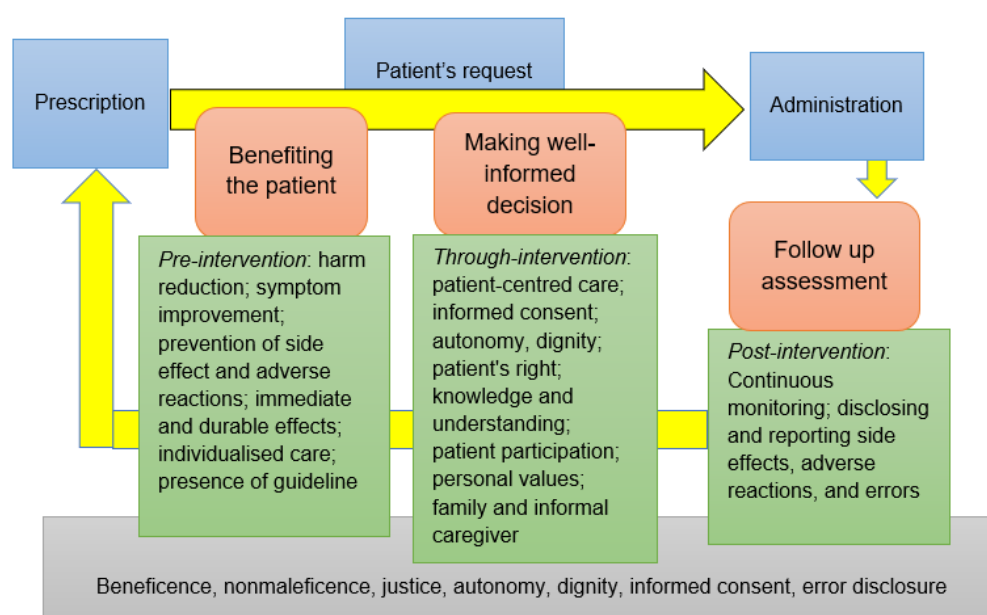 Prescription
Patient's request
Administration
Benefiting
the patient
Making well-
informed
decision
Follow up
assessment
Pre-intervention: harm
reduction; symptom
improvement;
prevention of side
effect and adverse
reactions; immediate
and durable effects;
individualised care;
presence of guideline
Through-intervention:
patient-centred care;
informed consent;
autonomy, dignity;
patient's right;
knowledge and
understanding;
patient participation;
personal values;
family and informal
caregiver
Post-intervention:
Continuous
monitoring; disclosing
and reporting side
effects, adverse
reactions, and errors
Beneficence, nonmaleficence, justice, autonomy, dignity, informed consent, error disclosure